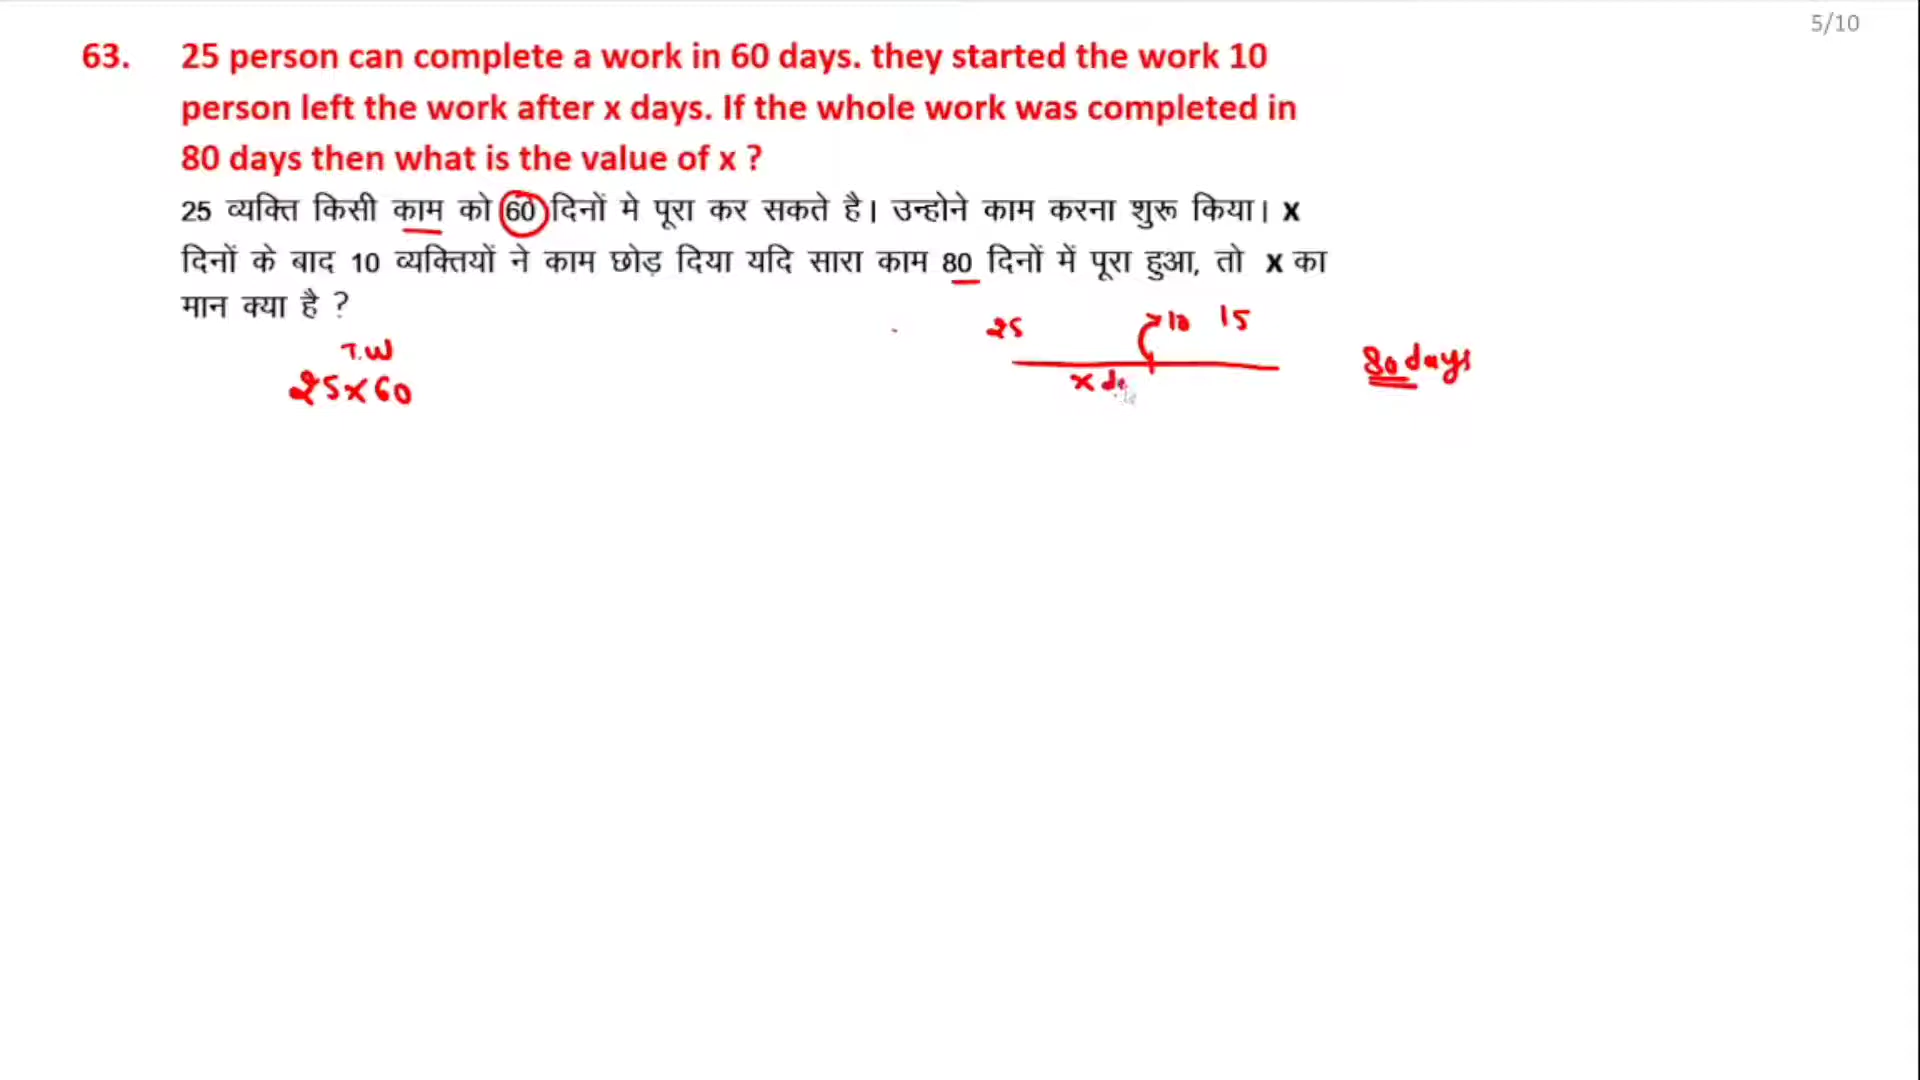 5/10
63. 25 person can complete a work in 60 days. they started the work 10
person left the work after x days. If the whole work was completed in
80 days then what is the value of x ?
25 व्यक्ति किसी काम को 60 दिनों मे पूरा कर सकते है। उन्होने काम करना शुरू किया। x
दिनों के बाद 10 व्यक्तियों ने काम छोड़ दिया यदि सारा काम 80 दिनों में पूरा हुआ, तो x का
मान क्या है ?
25 10 15
T.W
80 days
25x60
x da